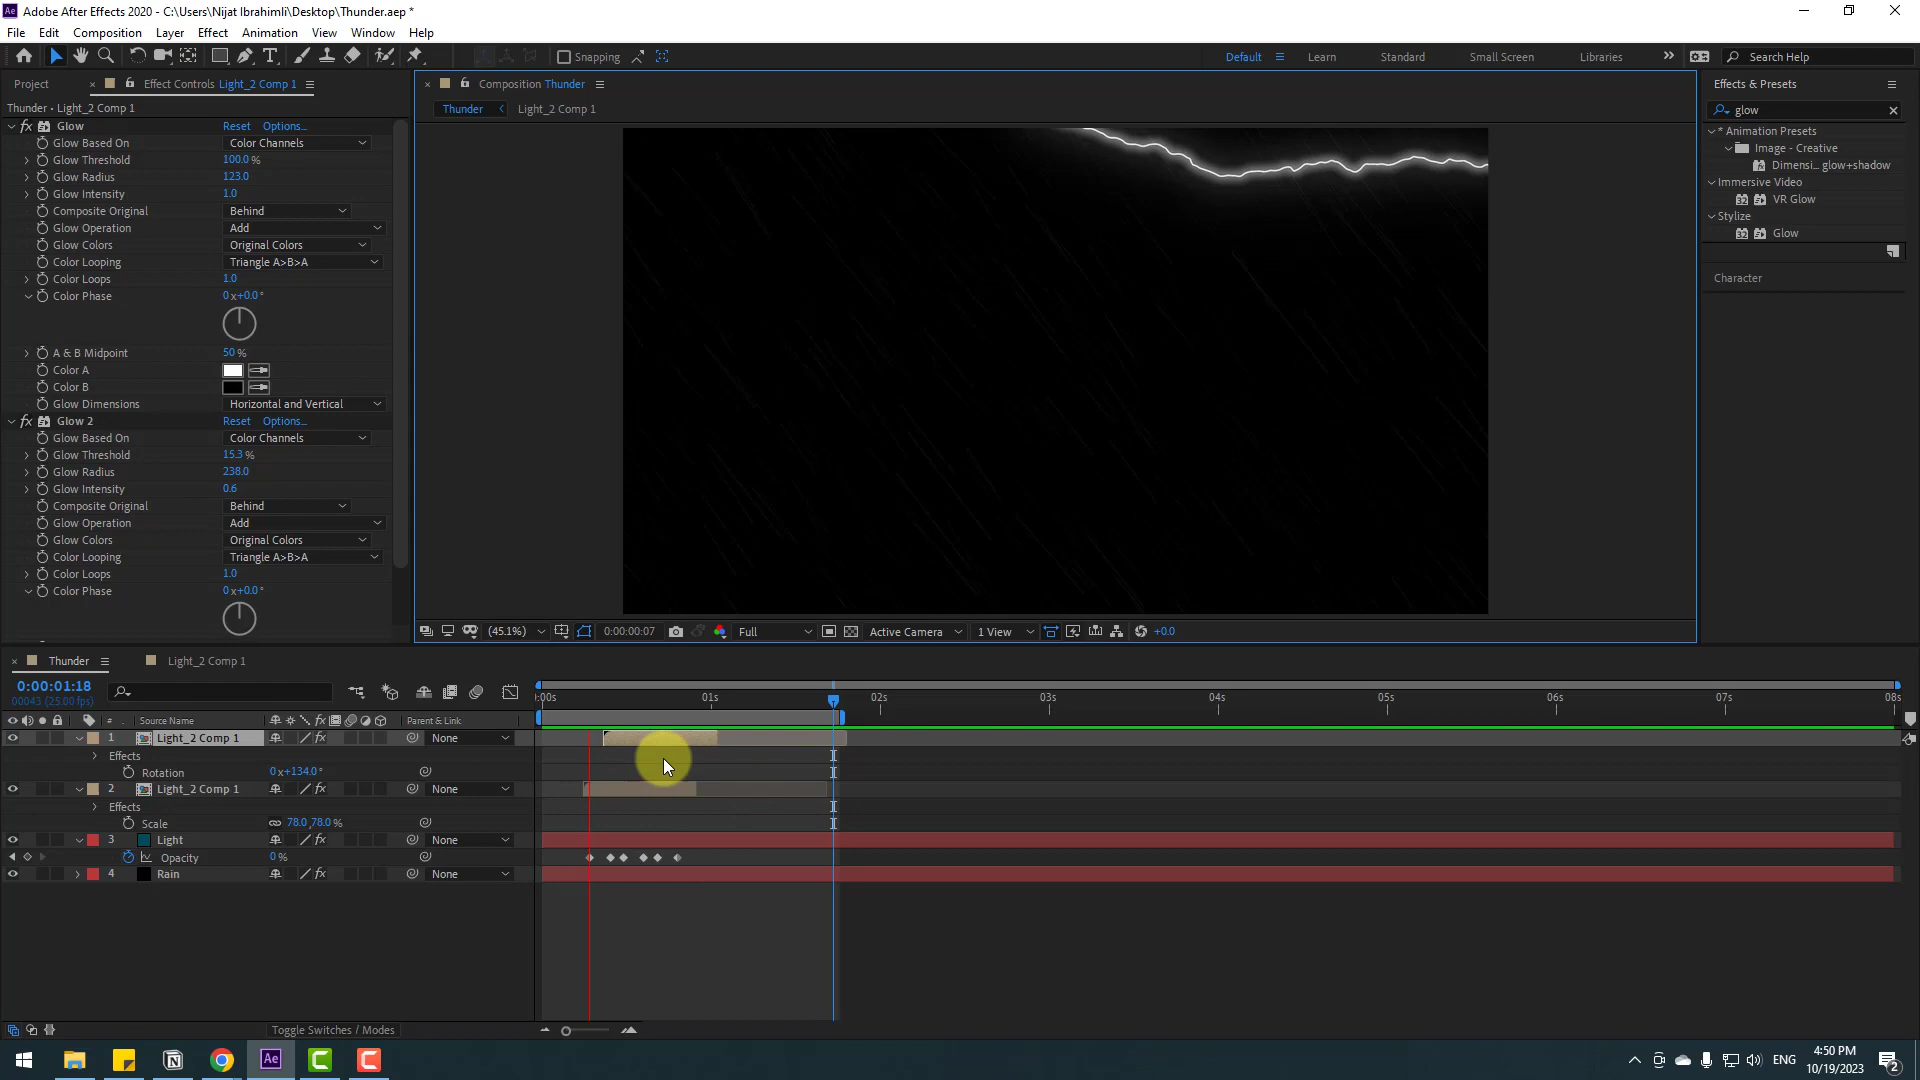 Adobe After Effects 2020 - C:\Users\Nijat Ibrahimli\Desktop\Thunder.aep *
File Edit Composition Layer Effect Animation View Window Help
Snapping
Default Learn Standard Small Screen Libraries Search Help
Project Effect Controls Light_2 Comp 1
Thunder • Light_2 Comp 1
Glow Reset Options...
Glow Based On Color Channels
Glow Threshold 100.0 %
Glow Radius 123.0
Glow Intensity 1.0
Composite Original Behind
Glow Operation Add
Glow Colors Original Colors
Color Looping Triangle A>B>A
Color Loops 1.0
Color Phase 0 x+0.0 °
A & B Midpoint 50 %
Color A
Color B
Glow Dimensions Horizontal and Vertical
Glow 2 Reset Options...
Glow Based On Color Channels
Glow Threshold 15.3 %
Glow Radius 238.0
Glow Intensity 0.6
Composite Original Behind
Glow Operation Add
Glow Colors Original Colors
Color Looping Triangle A>B>A
Color Loops 1.0
Color Phase 0 x+0.0 °
Composition Thunder
Thunder Light_2 Comp 1
(45.1%) 0:00:00:07 Full Active Camera 1 View +0.0
Effects & Presets
glow
* Animation Presets
Image - Creative
Dimensi... glow+shadow
Immersive Video
VR Glow
Stylize
Glow
Character
Thunder Light_2 Comp 1
0:00:01:18
00043 (25.00 fps)
:00s 01s 02s 03s 04s 05s 06s 07s 08s
# Source Name Parent & Link
1 Light_2 Comp 1 None
Effects
Rotation 0 x+134.0 °
2 Light_2 Comp 1 None
Effects
Scale 78.0,78.0 %
3 Light None
Opacity 0 %
4 Rain None
Toggle Switches / Modes
ENG 4:50 PM
10/19/2023 2